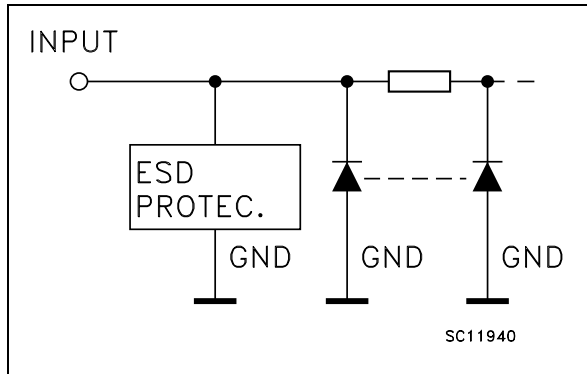 INPUT
ESD
PROTEC.
GND
GND
GND
SC11940